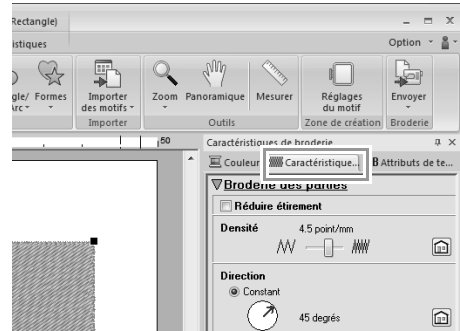 Rectangle)
istiques
Option
gle/ Formes
Arc
Importer
des motifs
Importer
Zoom Panoramique Mesurer
Outils
Réglages
du motif
Zone de création
Envoyer
Broderie
50
Caractéristiques de broderie
Couleur Caractéristique... B Attributs de te...
Broderie des parties
Réduire étirement
Densité 4.5 point/mm
Direction
Constant
45 degrés